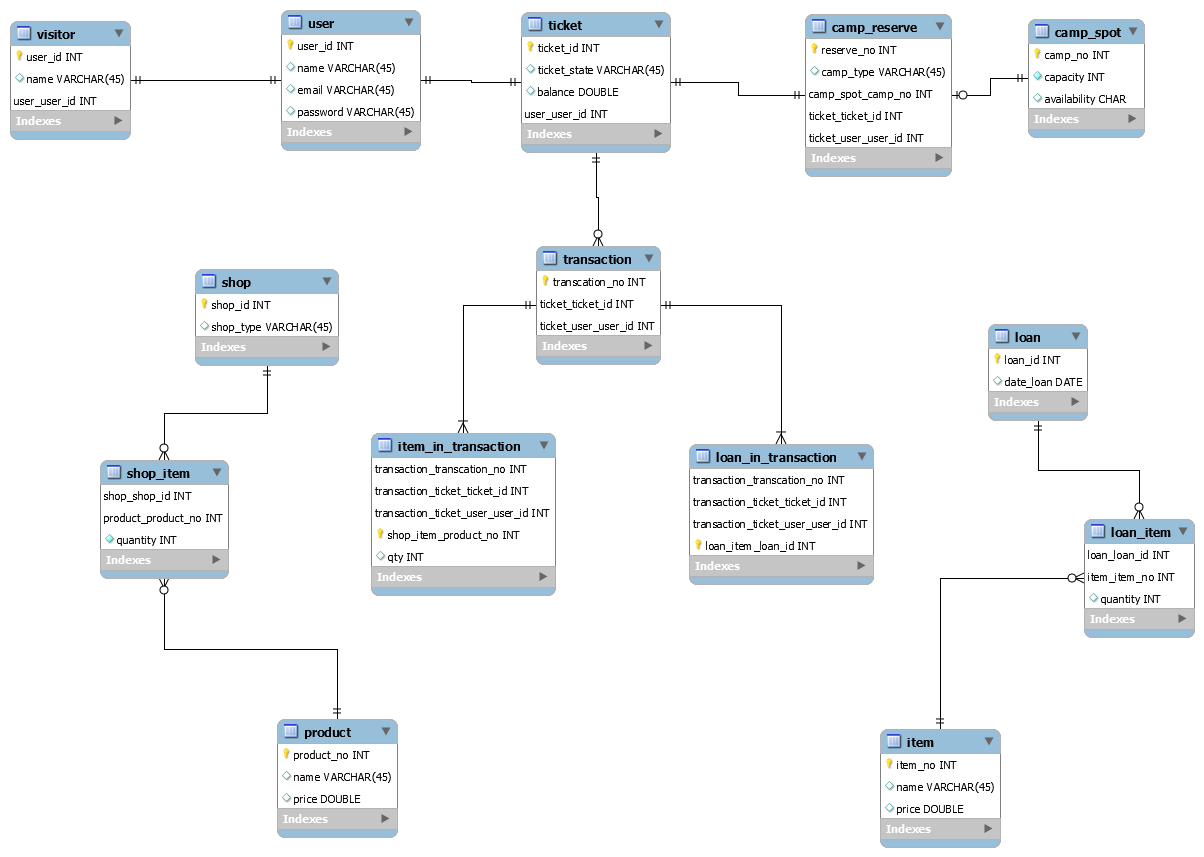 visitor
user_id INT
name VARCHAR(45)
user_user_id INT
Indexes
user
user_id INT
name VARCHAR(45)
email VARCHAR(45)
password VARCHAR(45)
Indexes
ticket
ticket_id INT
ticket_state VARCHAR(45)
balance DOUBLE
user_user_id INT
Indexes
camp_reserve
reserve_no INT
camp_type VARCHAR(45)
camp_spot_camp_no INT
ticket_ticket_id INT
ticket_user_user_id INT
Indexes
camp_spot
camp_no INT
capacity INT
availability CHAR
Indexes
transaction
transcation_no INT
ticket_ticket_id INT
ticket_user_user_id INT
Indexes
shop
shop_id INT
shop_type VARCHAR(45)
Indexes
loan
loan_id INT
date_loan DATE
Indexes
item_in_transaction
transaction_transcation_no INT
transaction_ticket_ticket_id INT
transaction_ticket_user_user_id INT
shop_item_product_no INT
qty INT
Indexes
loan_in_transaction
transaction_transcation_no INT
transaction_ticket_ticket_id INT
transaction_ticket_user_user_id INT
loan_item_loan_id INT
Indexes
shop_item
shop_shop_id INT
product_product_no INT
quantity INT
Indexes
loan_item
loan_loan_id INT
item_item_no INT
quantity INT
Indexes
product
product_no INT
name VARCHAR(45)
price DOUBLE
Indexes
item
item_no INT
name VARCHAR(45)
price DOUBLE
Indexes